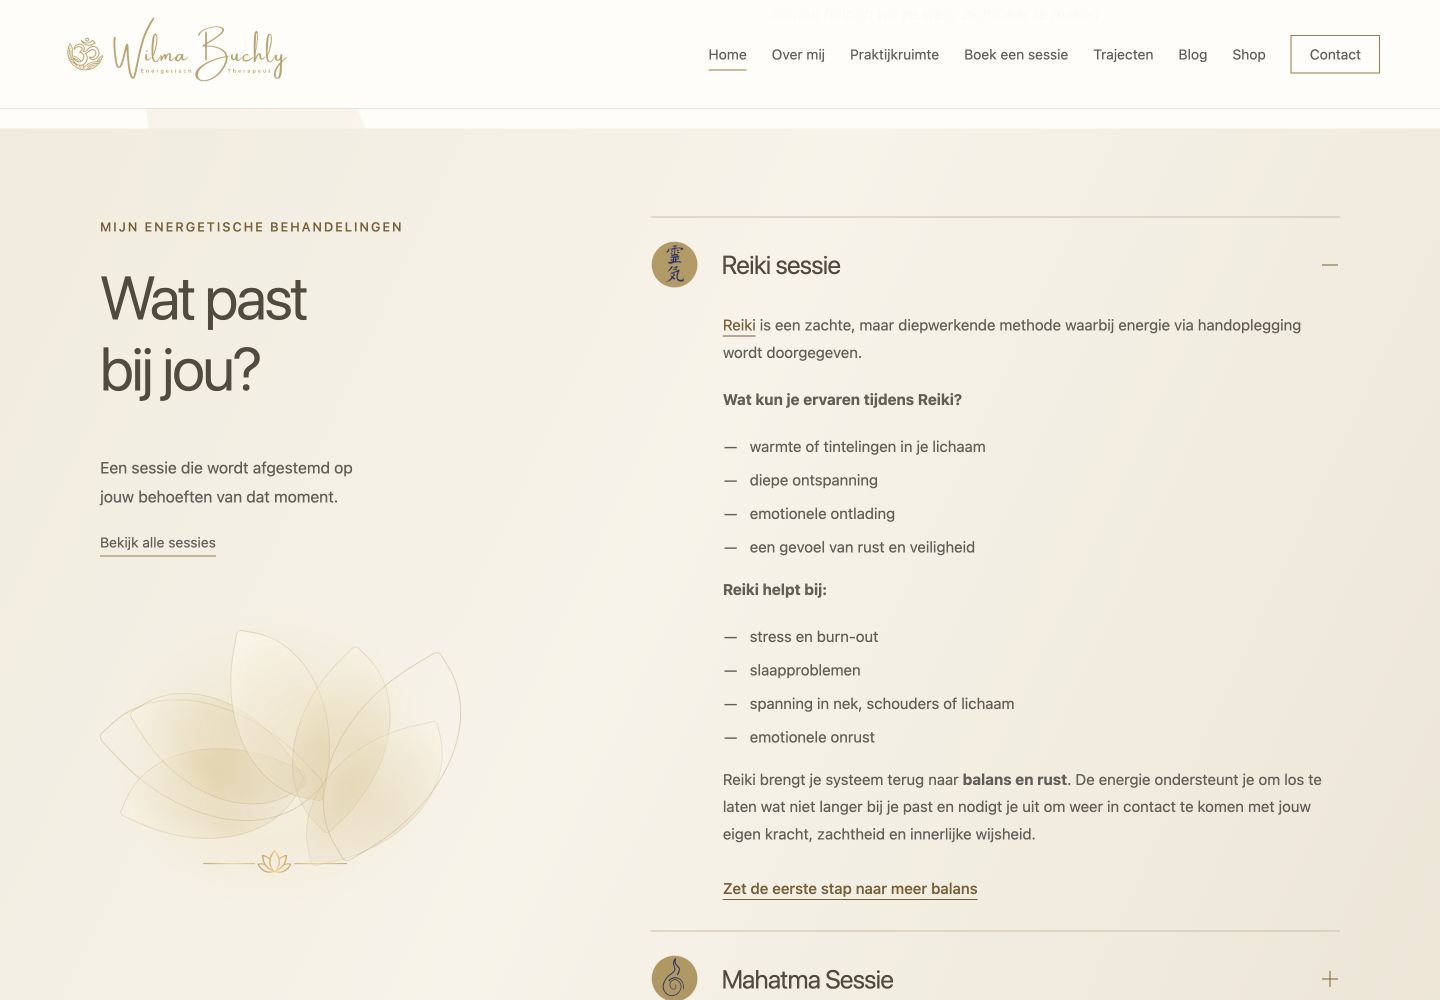 Wilma Buchly
Energetisch Therapeut
Home
Over mij
Praktijkruimte
Boek een sessie
Trajecten
Blog
Shop
Contact
MIJN ENERGETISCHE BEHANDELINGEN
Wat past
bij jou?
Een sessie die wordt afgestemd op
jouw behoeften van dat moment.
Bekijk alle sessies
靈気
Reiki sessie
Reiki is een zachte, maar diepwerkende methode waarbij energie via handoplegging
wordt doorgegeven.
Wat kun je ervaren tijdens Reiki?
— warmte of tintelingen in je lichaam
— diepe ontspanning
— emotionele ontlading
— een gevoel van rust en veiligheid
Reiki helpt bij:
— stress en burn-out
— slaapproblemen
— spanning in nek, schouders of lichaam
— emotionele onrust
Reiki brengt je systeem terug naar balans en rust. De energie ondersteunt je om los te
laten wat niet langer bij je past en nodigt je uit om weer in contact te komen met jouw
eigen kracht, zachtheid en innerlijke wijsheid.
Zet de eerste stap naar meer balans
Mahatma Sessie